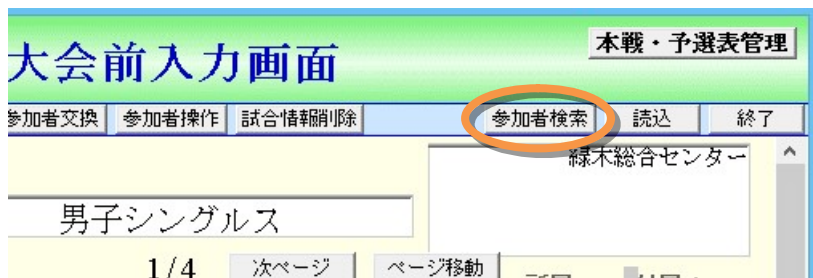 本戦・予選表管理
大会前入力画面
参加者交換 参加者操作 試合情報削除 参加者検索 読込 終了
緑木総合センター
男子シングルス
1/4 次ページ ページ移動